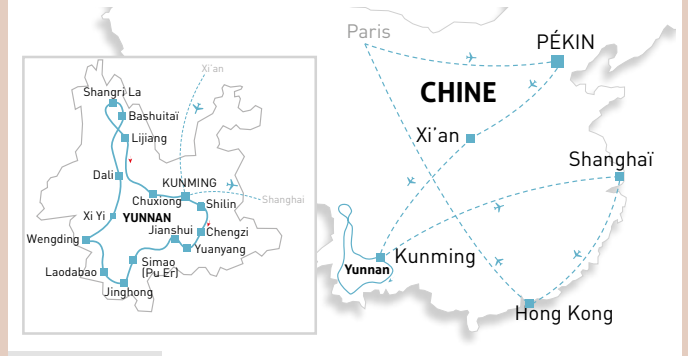 Paris
PÉKIN
CHINE
Xi'an
Shanghaï
Kunming
Yunnan
Hong Kong
Xi'an
Shangri La
Bashuitaï
Lijiang
Dali
KUNMING
Chuxiong
Shilin
Shanghai
Xi Yi
YUNNAN
Jianshui
Chengzi
Wengding
Yuanyang
Simao
(Pu Er)
Laodabao
Jinghong